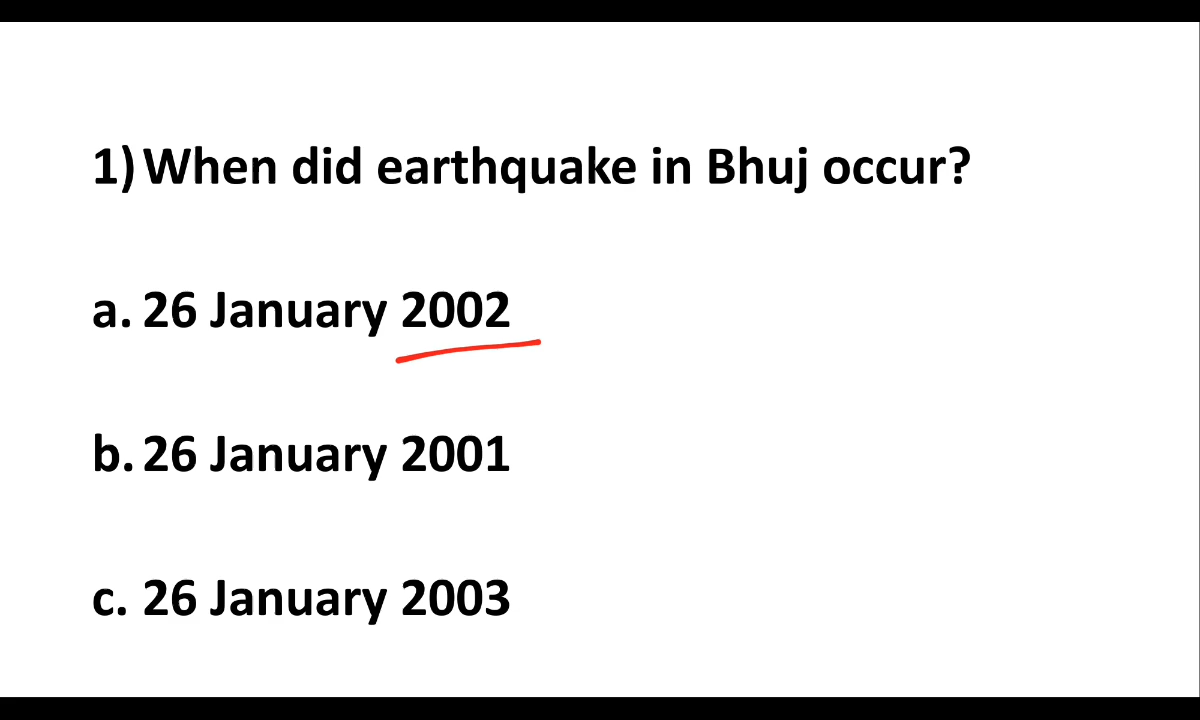 1) When did earthquake in Bhuj occur?
a. 26 January 2002
b. 26 January 2001
c. 26 January 2003